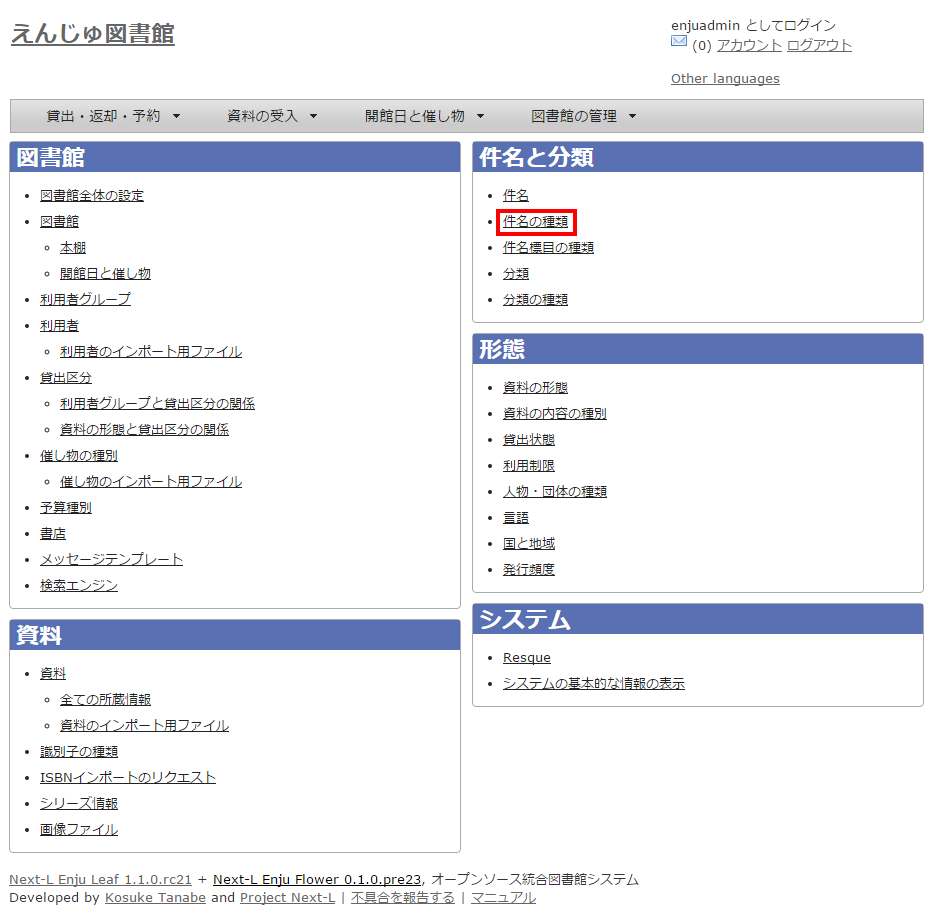 えんじゅ図書館
enjuadmin としてログイン
(0) アカウント ログアウト
Other languages
貸出・返却・予約 ▼ 資料の受入 ▼ 開館日と催し物 ▼ 図書館の管理 ▼
図書館
• 図書館全体の設定
• 図書館
◦ 本棚
◦ 開館日と催し物
• 利用者グループ
• 利用者
◦ 利用者のインポート用ファイル
• 貸出区分
◦ 利用者グループと貸出区分の関係
◦ 資料の形態と貸出区分の関係
• 催し物の種別
◦ 催し物のインポート用ファイル
• 予算種別
• 書店
• メッセージテンプレート
• 検索エンジン
資料
• 資料
◦ 全ての所蔵情報
◦ 資料のインポート用ファイル
• 識別子の種類
• ISBNインポートのリクエスト
• シリーズ情報
• 画像ファイル
件名と分類
• 件名
• 件名の種類
• 件名標目の種類
• 分類
• 分類の種類
形態
• 資料の形態
• 資料の内容の種別
• 貸出状態
• 利用制限
• 人物・団体の種類
• 言語
• 国と地域
• 発行頻度
システム
• Resque
• システムの基本的な情報の表示
Next-L Enju Leaf 1.1.0.rc21 + Next-L Enju Flower 0.1.0.pre23, オープンソース統合図書館システム
Developed by Kosuke Tanabe and Project Next-L | 不具合を報告する | マニュアル